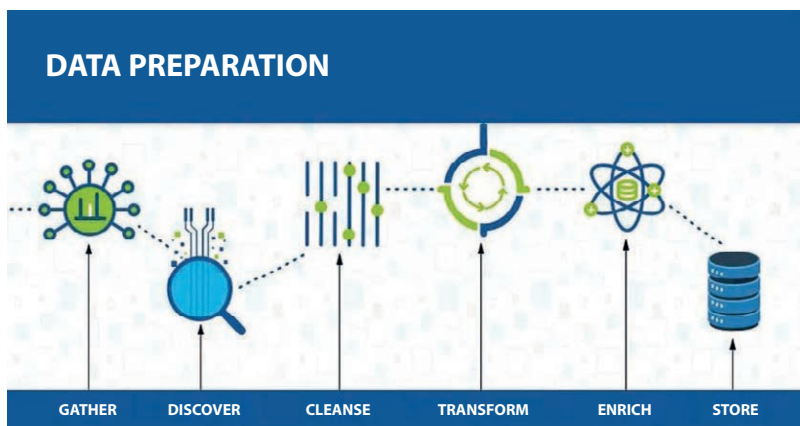 DATA PREPARATION
GATHER DISCOVER CLEANSE TRANSFORM ENRICH STORE